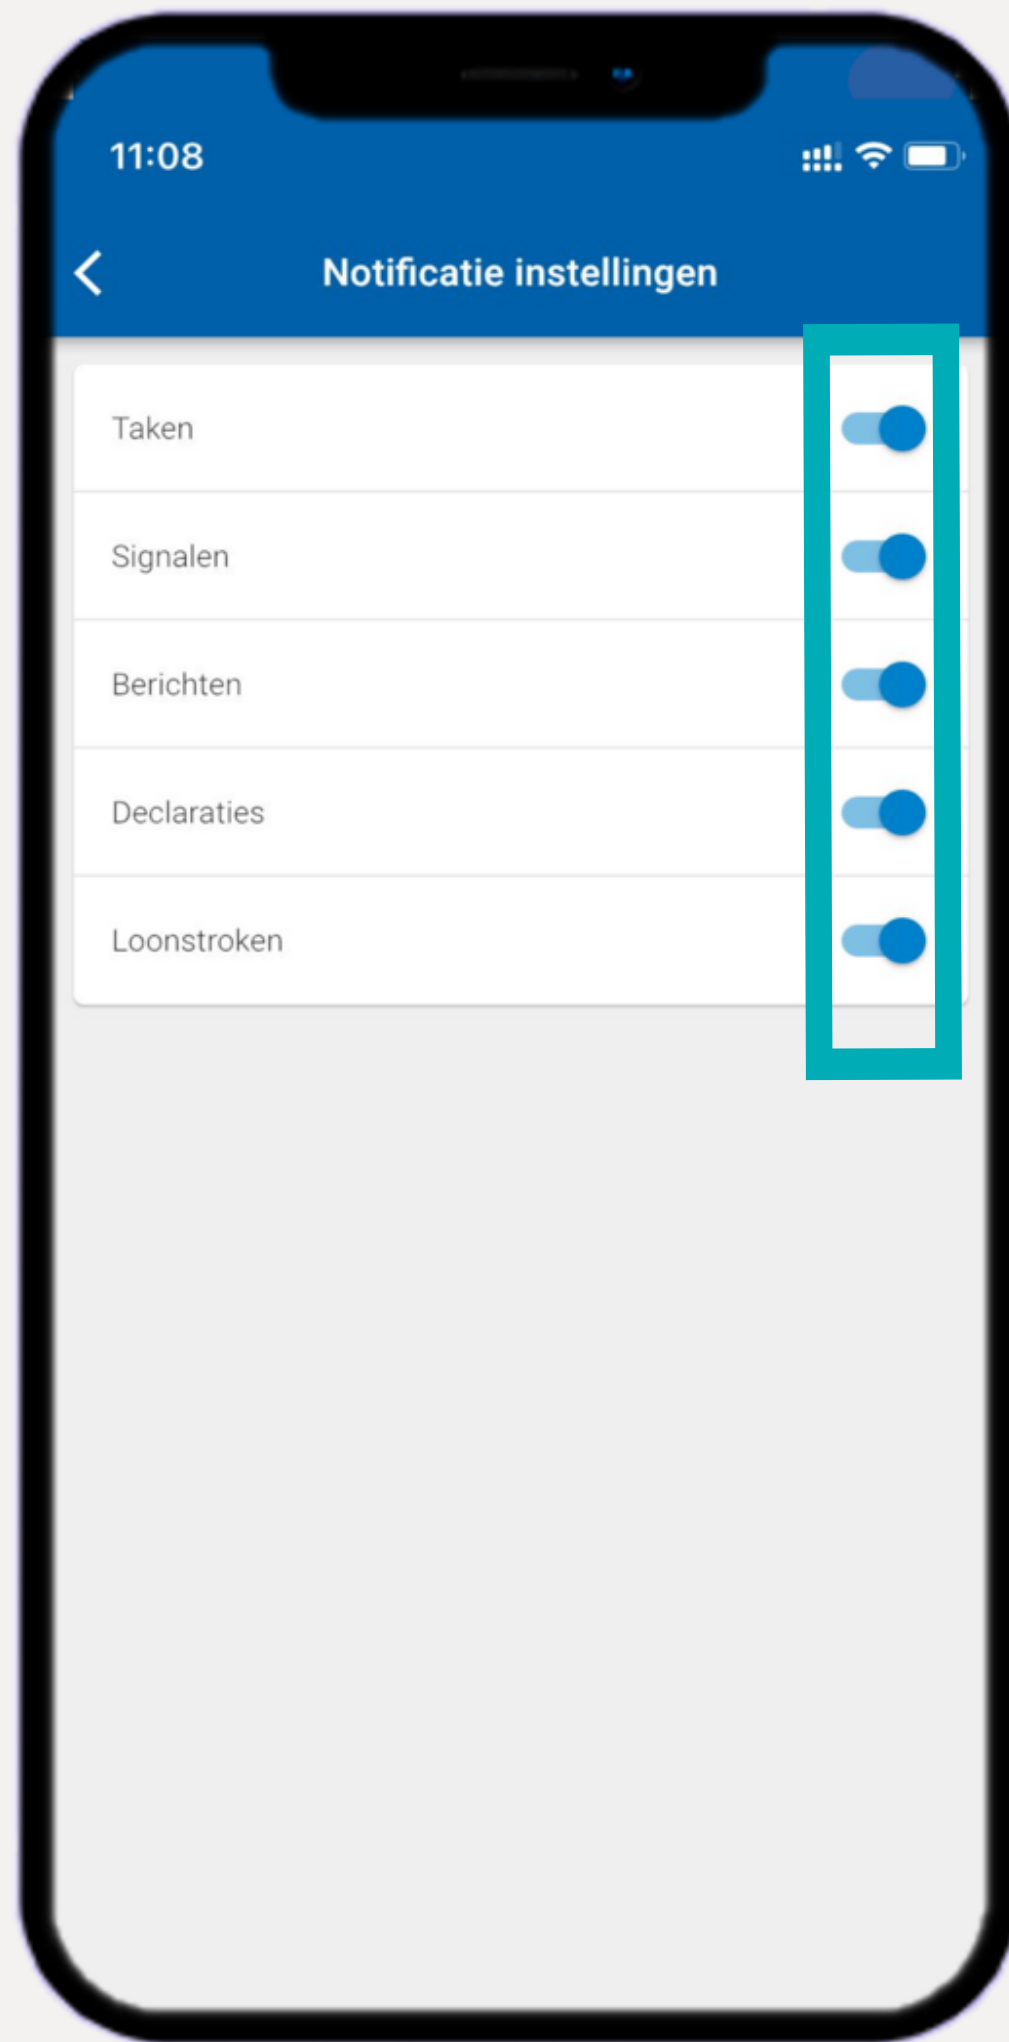 11:08
Notificatie instellingen
Taken
Signalen
Berichten
Declaraties
Loonstroken